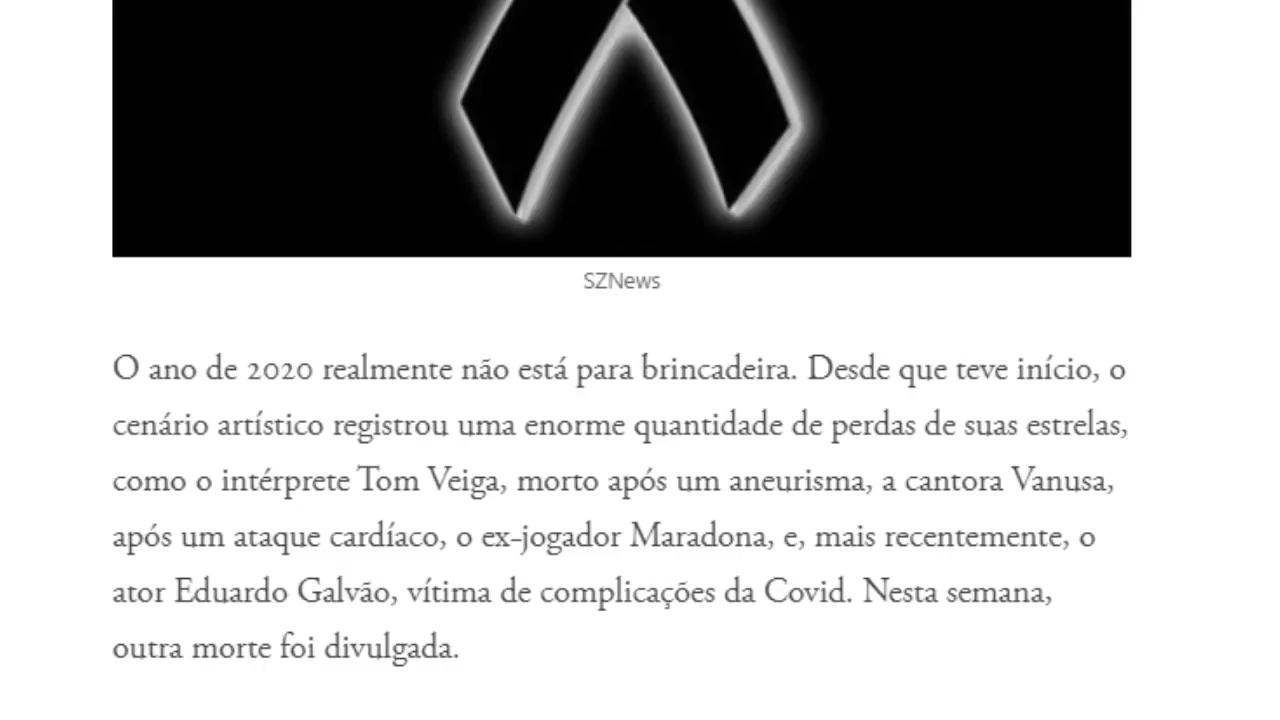 SZNews
O ano de 2020 realmente não está para brincadeira. Desde que teve início, o
cenário artístico registrou uma enorme quantidade de perdas de suas estrelas,
como o intérprete Tom Veiga, morto após um aneurisma, a cantora Vanusa,
após um ataque cardíaco, o ex-jogador Maradona, e, mais recentemente, o
ator Eduardo Galvão, vítima de complicações da Covid. Nesta semana,
outra morte foi divulgada.